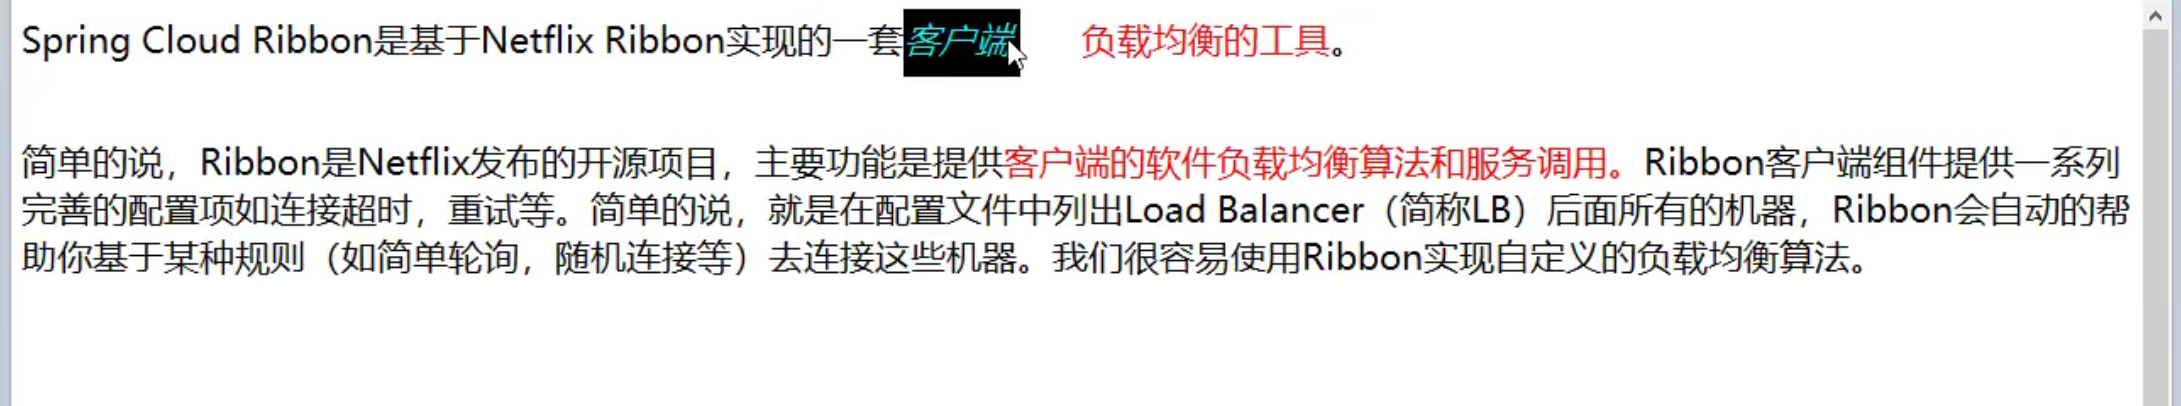 Spring Cloud Ribbon是基于Netflix Ribbon实现的一套客户端 负载均衡的工具。
简单的说，Ribbon是Netflix发布的开源项目，主要功能是提供客户端的软件负载均衡算法和服务调用。Ribbon客户端组件提供一系列
完善的配置项如连接超时，重试等。简单的说，就是在配置文件中列出Load Balancer（简称LB）后面所有的机器，Ribbon会自动的帮
助你基于某种规则（如简单轮询，随机连接等）去连接这些机器。我们很容易使用Ribbon实现自定义的负载均衡算法。